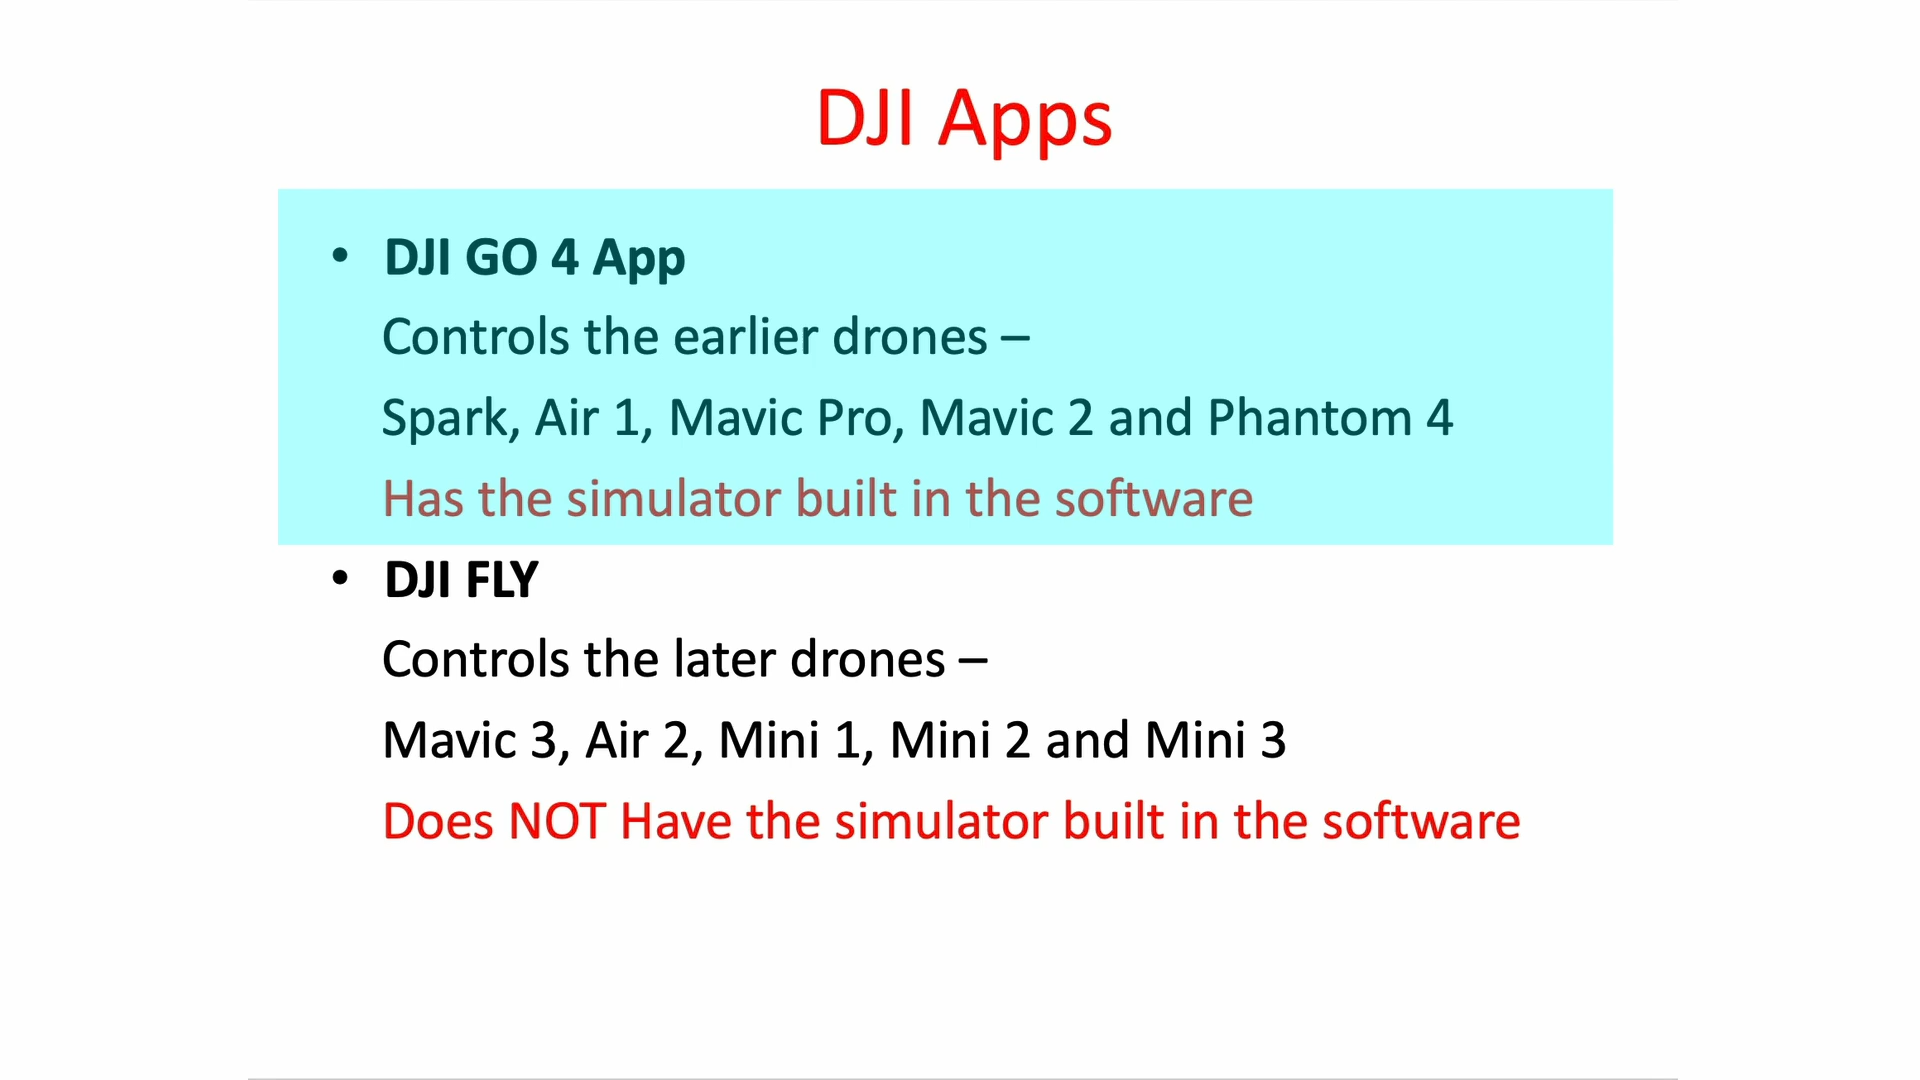 DJI Apps
• DJI GO 4 App
Controls the earlier drones –
Spark, Air 1, Mavic Pro, Mavic 2 and Phantom 4
Has the simulator built in the software
• DJI FLY
Controls the later drones –
Mavic 3, Air 2, Mini 1, Mini 2 and Mini 3
Does NOT Have the simulator built in the software